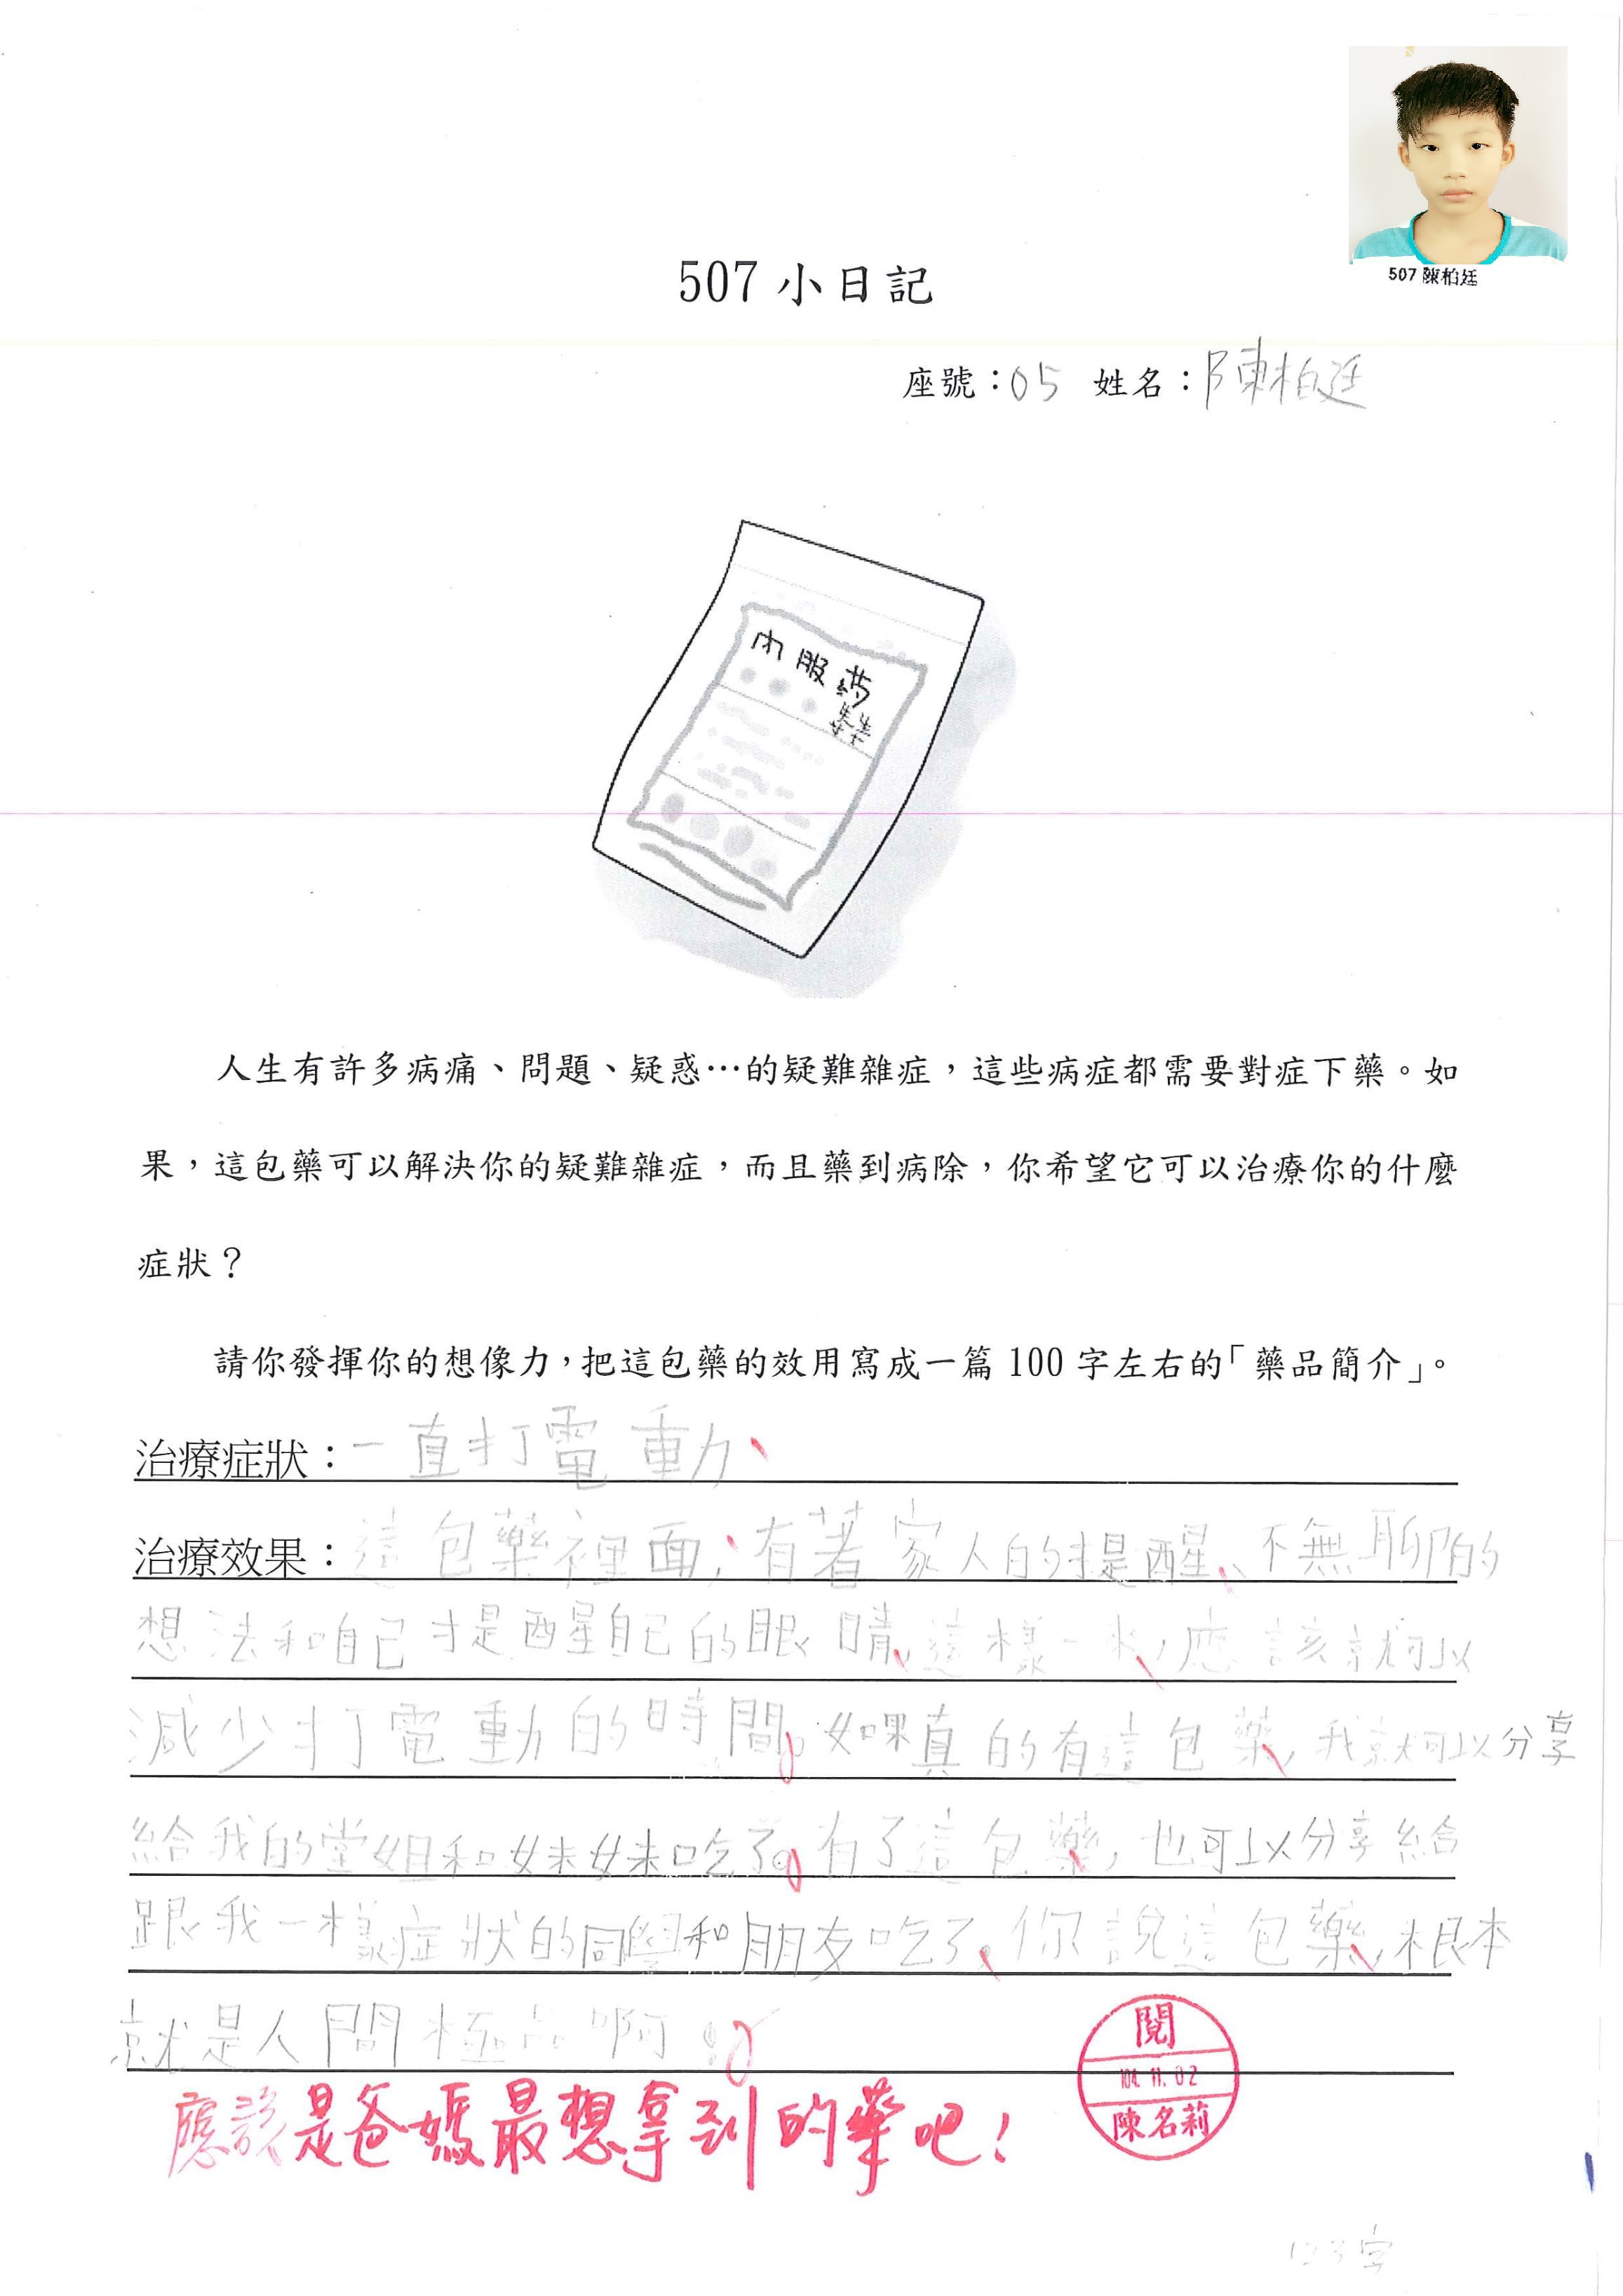 507 陳柏廷
507 小日記
座號：05 姓名：陳柏廷
內服藥
人生有許多病痛、問題、疑惑…的疑難雜症，這些病症都需要對症下藥。如
果，這包藥可以解決你的疑難雜症，而且藥到病除，你希望它可以治療你的什麼
症狀？
請你發揮你的想像力，把這包藥的效用寫成一篇 100 字左右的「藥品簡介」。
治療症狀：一直打電動
治療效果：這包藥裡面，有著家人的提醒、不無聊的
想法和自己提醒自己的眼睛，這樣一來，應該就可以
減少打電動的時間。如果真的有這包藥，我就可以分享
給我的堂姐和妹妹吃了。有了這包藥，也可以分享給
跟我一樣症狀的同學和朋友吃了。你說這包藥，根本
就是人間極品啊！
閱
104.11.02
陳名莉
應該是爸媽最想拿到的藥吧！
123字